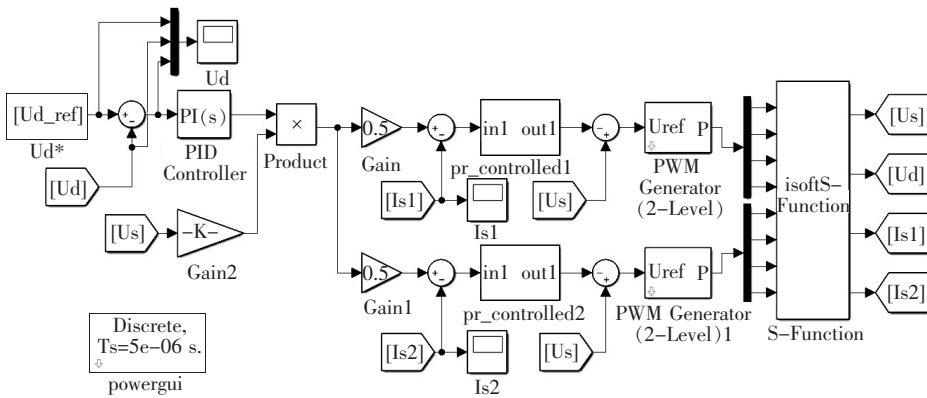 Ud
[Ud_ref]
Ud*
+
-
PI(s)
PID
Controller
×
Product
[Ud]
[Us]
-K-
Gain2
0.5
Gain
+
-
in1 out1
pr_controlled1
[Is1]
Is1
-
+
[Us]
Uref P
PWM
Generator
(2-Level)
0.5
Gain1
+
-
in1 out1
pr_controlled2
[Is2]
Is2
-
+
[Us]
Uref P
PWM Generator
(2-Level)1
isoftS-
Function
S-Function
[Us]
[Ud]
[Is1]
[Is2]
Discrete,
Ts=5e-06 s.
powergui